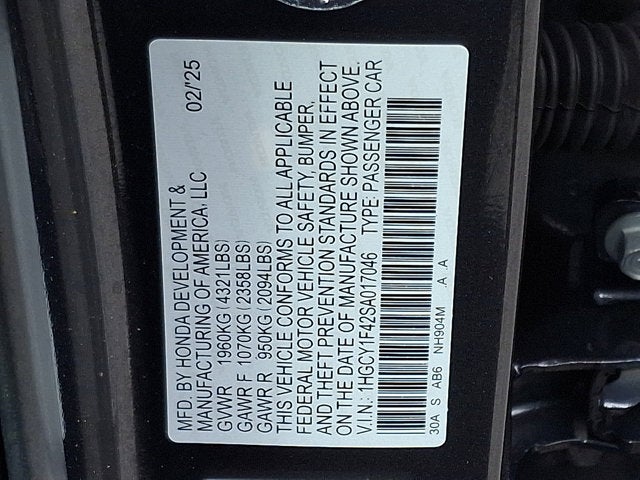 MFD. BY HONDA DEVELOPMENT & 02/'25
MANUFACTURING OF AMERICA, LLC
GVWR 1960KG(4321LBS)
GAWR F 1070KG(2358LBS)
GAWR R 950KG(2094LBS)
THIS VEHICLE CONFORMS TO ALL APPLICABLE
FEDERAL MOTOR VEHICLE SAFETY, BUMPER,
AND THEFT PREVENTION STANDARDS IN EFFECT
ON THE DATE OF MANUFACTURE SHOWN ABOVE.
V.I.N.: 1HGCY1F42SA017046 TYPE: PASSENGER CAR
30A S AB6 NH904M A A